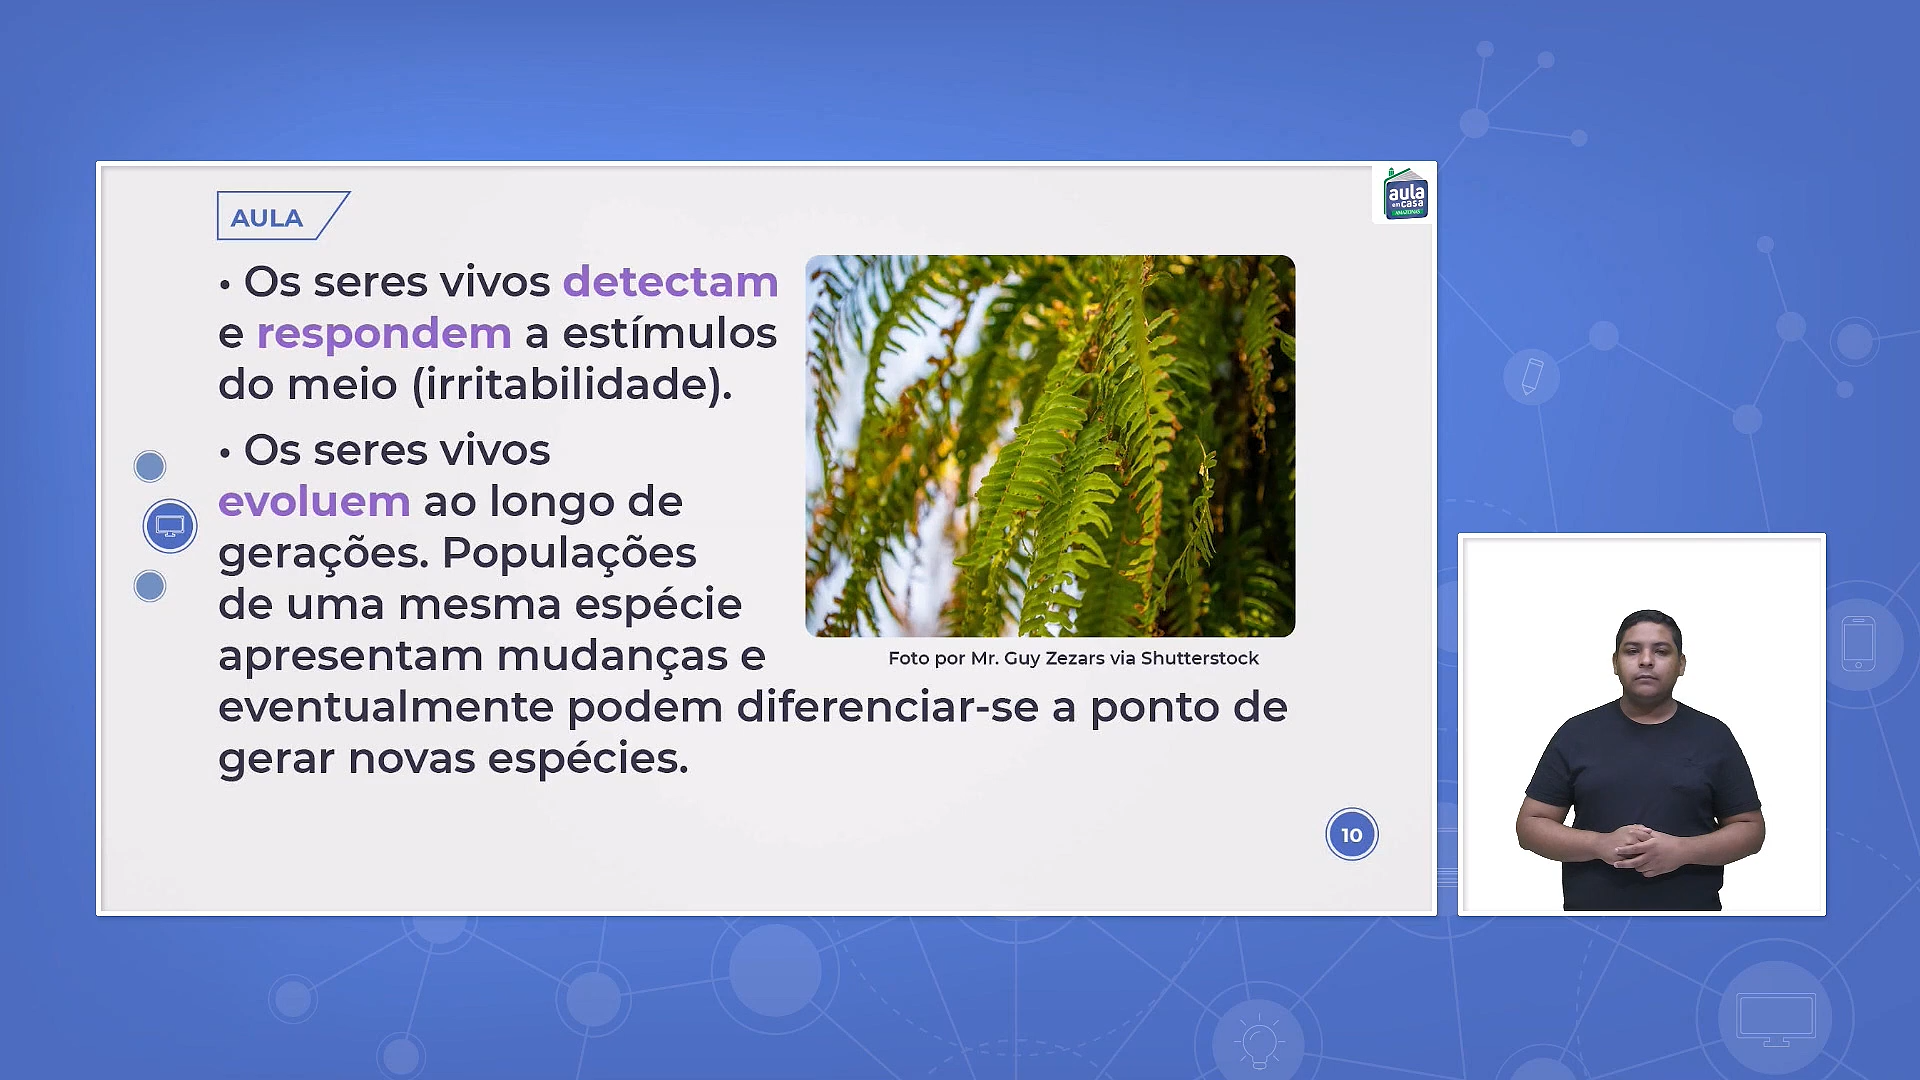 AULA
aula
em casa
AMAZONAS
• Os seres vivos detectam
e respondem a estímulos
do meio (irritabilidade).
• Os seres vivos
evoluem ao longo de
gerações. Populações
de uma mesma espécie
apresentam mudanças e
eventualmente podem diferenciar-se a ponto de
gerar novas espécies.
Foto por Mr. Guy Zezars via Shutterstock
10